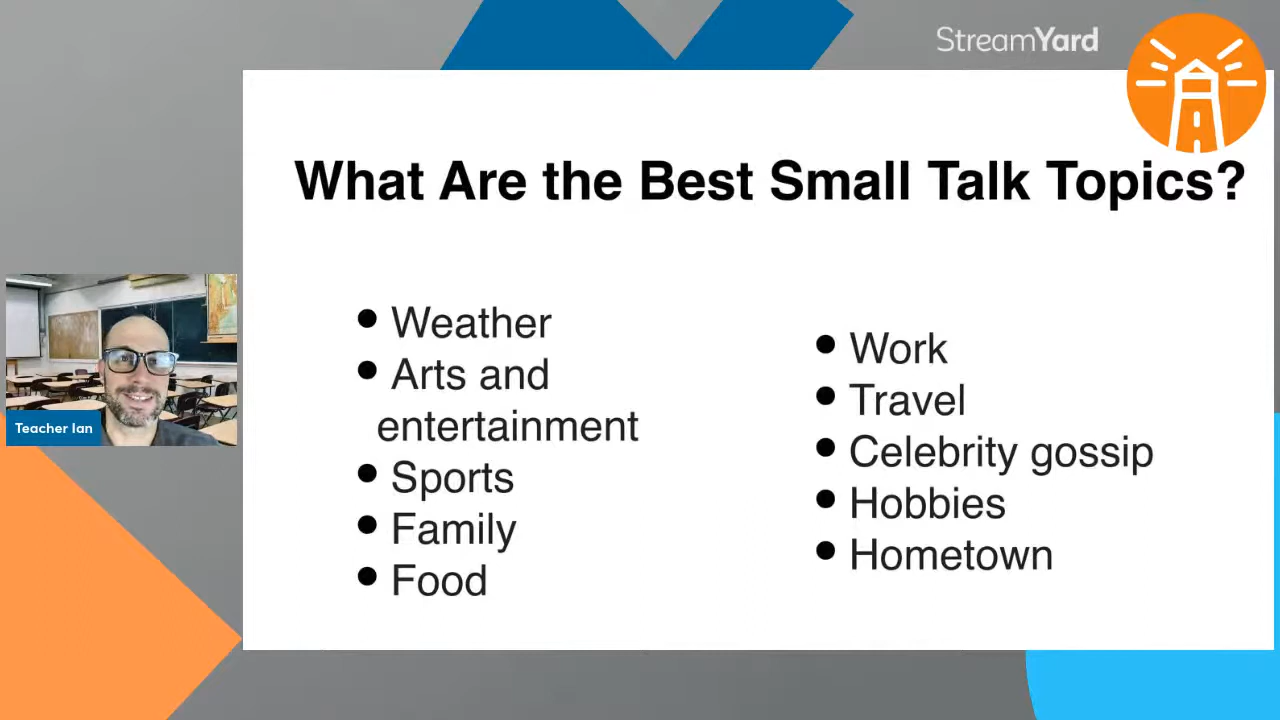 StreamYard
What Are the Best Small Talk Topics?
• Weather
• Arts and
entertainment
• Sports
• Family
• Food
• Work
• Travel
• Celebrity gossip
• Hobbies
• Hometown
Teacher Ian